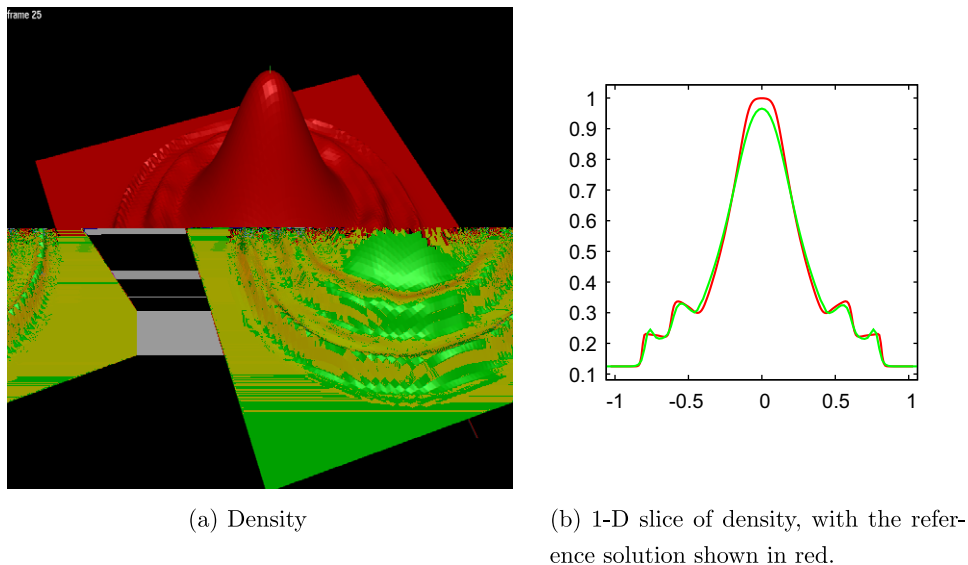 frame 25
1
0.9
0.8
0.7
0.6
0.5
0.4
0.3
0.2
0.1
-1 -0.5 0 0.5 1
(a) Density
(b) 1-D slice of density, with the refer-
ence solution shown in red.